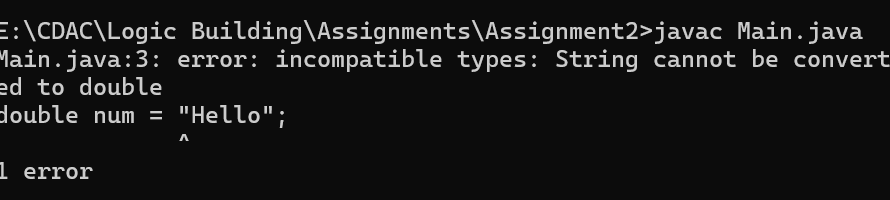 E:\CDAC\Logic Building\Assignments\Assignment2>javac Main.java
Main.java:3: error: incompatible types: String cannot be convert
ed to double
double num = "Hello";
^
1 error